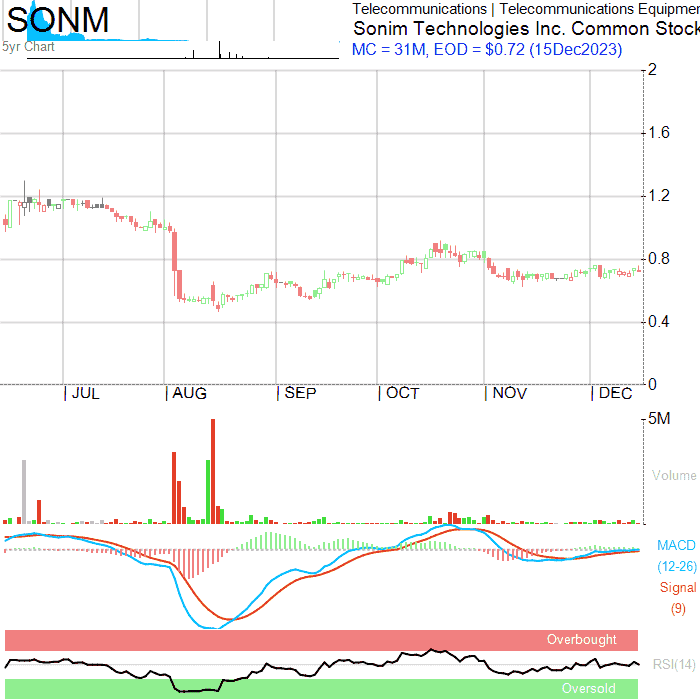 SONM
Telecommunications | Telecommunications Equipmen
Sonim Technologies Inc. Common Stock
5yr Chart
MC = 31M, EOD = $0.72 (15Dec2023)
2
1.6
1.2
0.8
0.4
0
JUL AUG SEP OCT NOV DEC
5M
Volume
MACD
(12-26)
Signal
(9)
Overbought
RSI(14)
Oversold